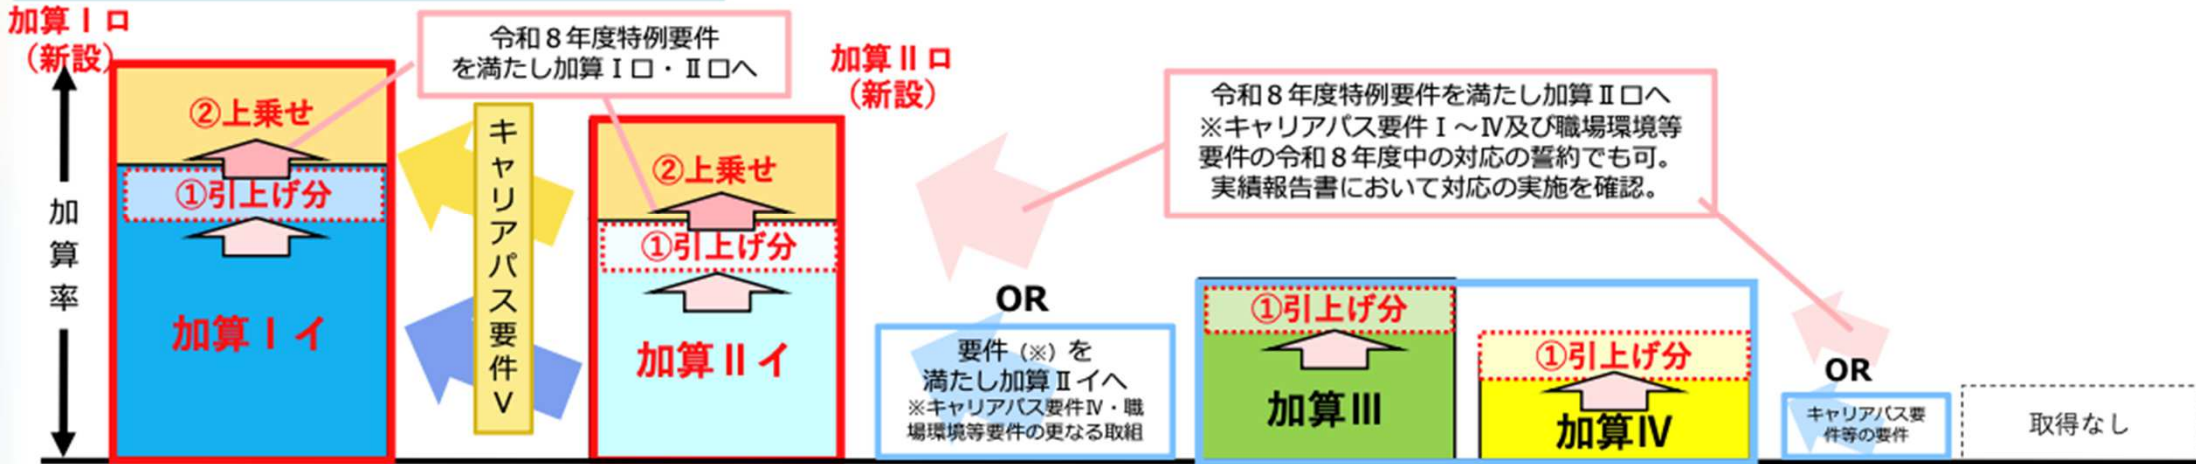 加算Ⅰロ
（新設）
加算率
②上乗せ
①引上げ分
加算Ⅰイ
令和８年度特例要件
を満たし加算Ⅰロ・Ⅱロへ
キャリアパス要件Ⅴ
加算Ⅱロ
（新設）
②上乗せ
①引上げ分
加算Ⅱイ
令和８年度特例要件を満たし加算Ⅱロへ
※キャリアパス要件Ⅰ～Ⅳ及び職場環境等
要件の令和８年度中の対応の誓約でも可。
実績報告書において対応の実施を確認。
OR
要件（※）を
満たし加算Ⅱイへ
※キャリアパス要件Ⅳ・職
場環境等要件の更なる取組
①引上げ分
加算Ⅲ
①引上げ分
加算Ⅳ
OR
キャリアパス要
件等の要件
取得なし